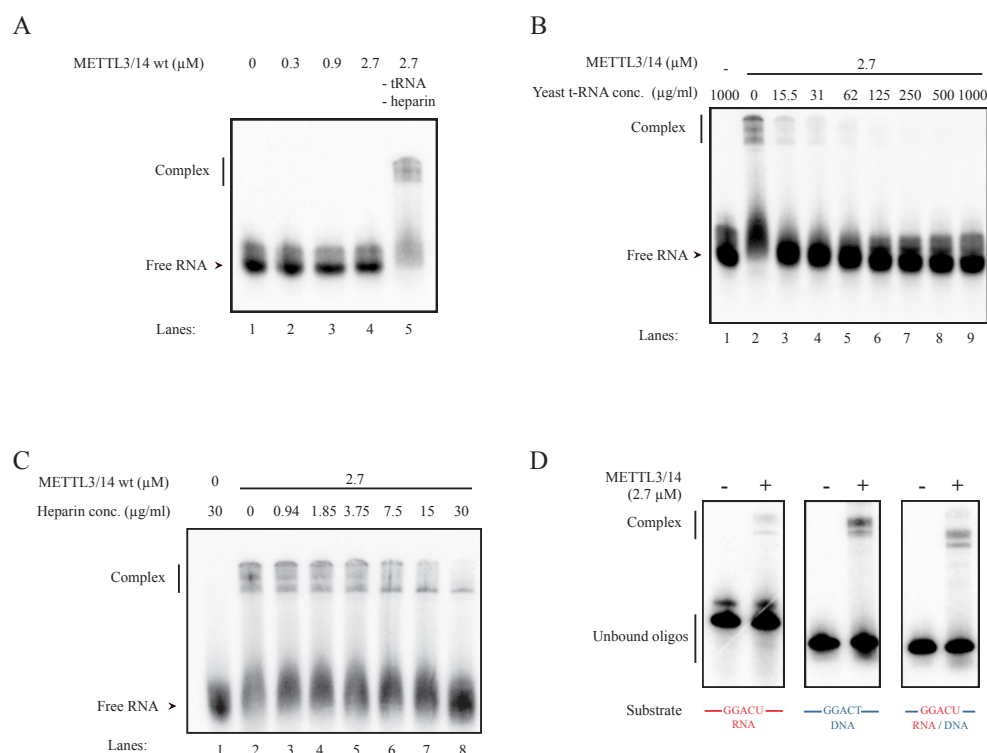 A
METTL3/14 wt (µM) 0 0.3 0.9 2.7 2.7
- tRNA
- heparin
Complex
Free RNA
Lanes: 1 2 3 4 5
B
METTL3/14 (µM) - 2.7
Yeast t-RNA conc. (µg/ml) 1000 0 15.5 31 62 125 250 500 1000
Complex
Free RNA
Lanes: 1 2 3 4 5 6 7 8 9
C
METTL3/14 wt (µM) 0 2.7
Heparin conc. (µg/ml) 30 0 0.94 1.85 3.75 7.5 15 30
Complex
Free RNA
Lanes: 1 2 3 4 5 6 7 8
D
METTL3/14 - + - + - +
(2.7 µM)
Complex
Unbound oligos
Substrate GGACU GGACT GGACU
RNA DNA RNA / DNA